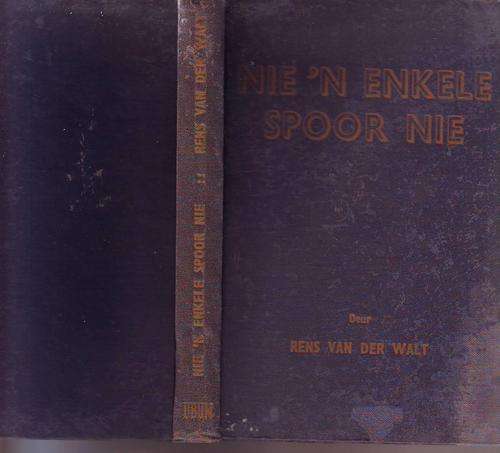 NIE 'N ENKELE
SPOOR NIE
Deur
RENS VAN DER WALT
NIE 'N ENKELE SPOOR NIE :: RENS VAN DER WALT